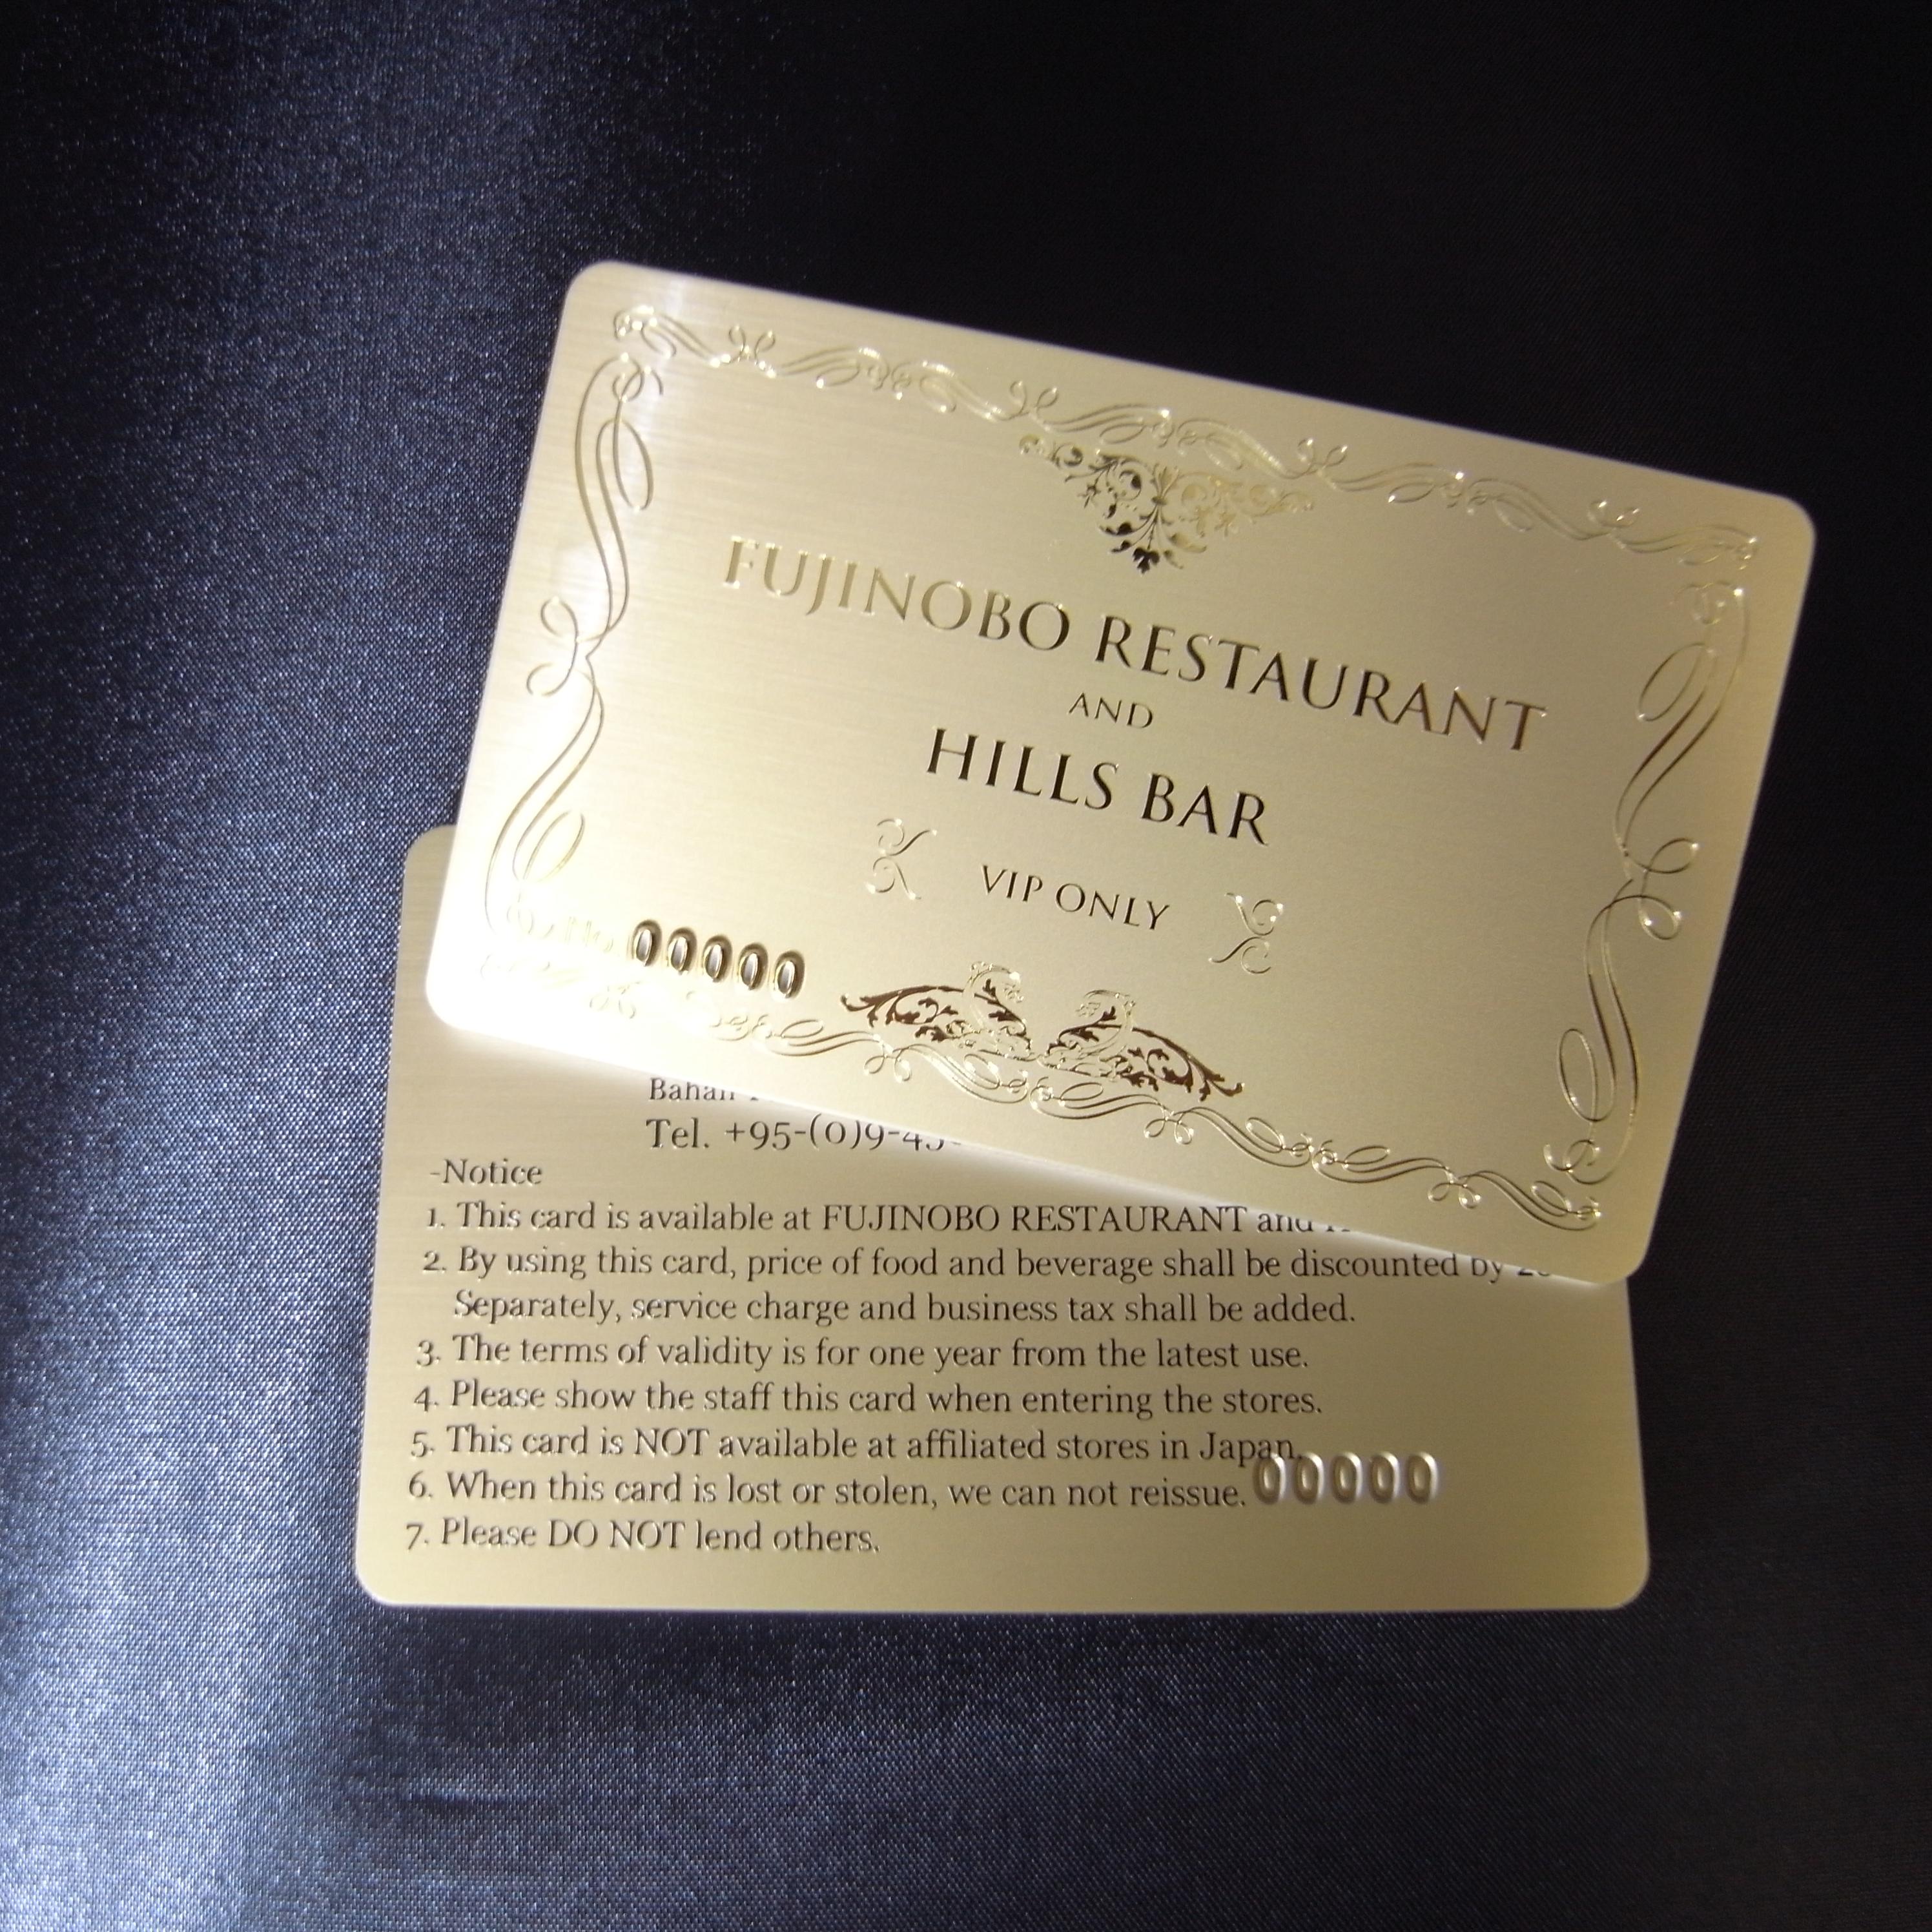 FUJINOBO RESTAURANT
AND
HILLS BAR
VIP ONLY
00000
Bahan
Tel. +95-(0)9-45-
-Notice
1. This card is available at FUJINOBO RESTAURANT and
2. By using this card, price of food and beverage shall be discounted by
Separately, service charge and business tax shall be added.
3. The terms of validity is for one year from the latest use.
4. Please show the staff this card when entering the stores.
5. This card is NOT available at affiliated stores in Japan.
6. When this card is lost or stolen, we can not reissue.
00000
7. Please DO NOT lend others.